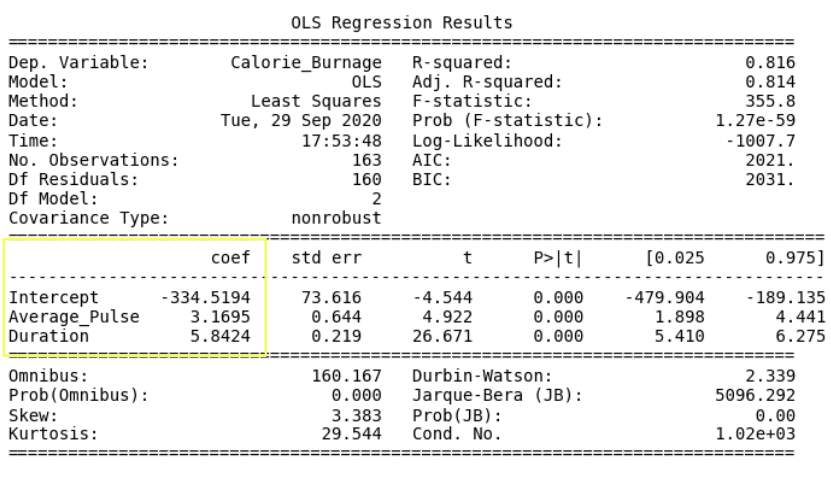 OLS Regression Results
==============================================================================
Dep. Variable: Calorie_Burnage R-squared: 0.816
Model: OLS Adj. R-squared: 0.814
Method: Least Squares F-statistic: 355.8
Date: Tue, 29 Sep 2020 Prob (F-statistic): 1.27e-59
Time: 17:53:48 Log-Likelihood: -1007.7
No. Observations: 163 AIC: 2021.
Df Residuals: 160 BIC: 2031.
Df Model: 2
Covariance Type: nonrobust
==============================================================================
coef std err t P>|t| [0.025 0.975]
------------------------------------------------------------------------------
Intercept -334.5194 73.616 -4.544 0.000 -479.904 -189.135
Average_Pulse 3.1695 0.644 4.922 0.000 1.898 4.441
Duration 5.8424 0.219 26.671 0.000 5.410 6.275
==============================================================================
Omnibus: 160.167 Durbin-Watson: 2.339
Prob(Omnibus): 0.000 Jarque-Bera (JB): 5096.292
Skew: 3.383 Prob(JB): 0.00
Kurtosis: 29.544 Cond. No. 1.02e+03
==============================================================================